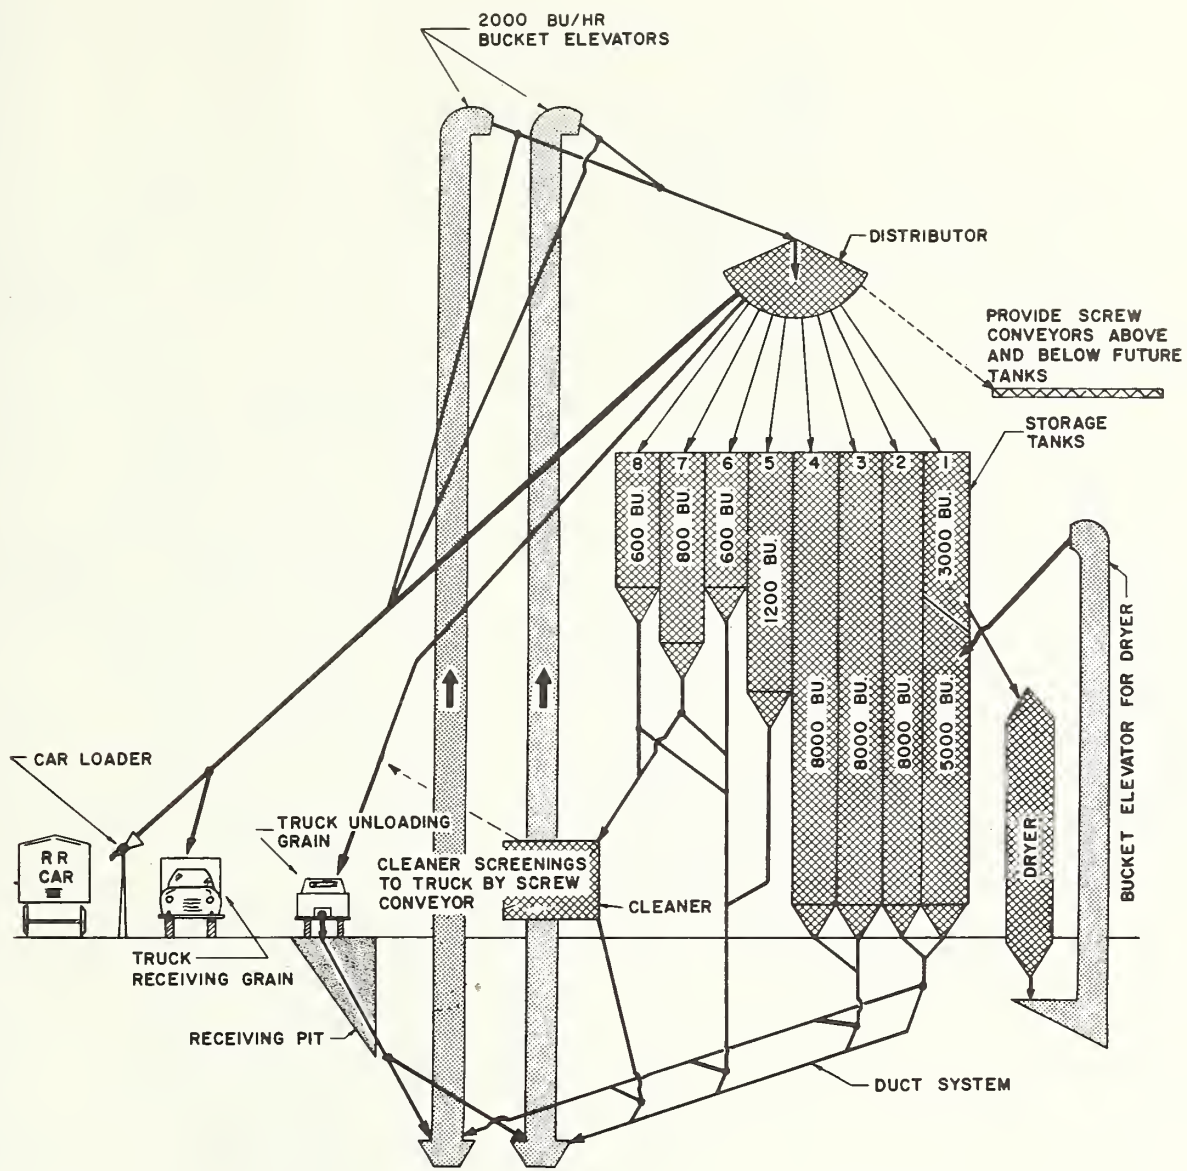 2000 BU/HR
BUCKET ELEVATORS
DISTRIBUTOR
PROVIDE SCREW
CONVEYORS ABOVE
AND BELOW FUTURE
TANKS
STORAGE
TANKS
8 7 6 5 4 3 2 1
600 BU.
800 BU.
600 BU.
1200 BU.
8000 BU.
8000 BU.
8000 BU.
3000 BU.
5000 BU.
BUCKET ELEVATOR FOR DRYER
DRYER
CAR LOADER
R R
CAR
TRUCK UNLOADING
GRAIN
CLEANER SCREENINGS
TO TRUCK BY SCREW
CONVEYOR
CLEANER
TRUCK
RECEIVING GRAIN
RECEIVING PIT
DUCT SYSTEM